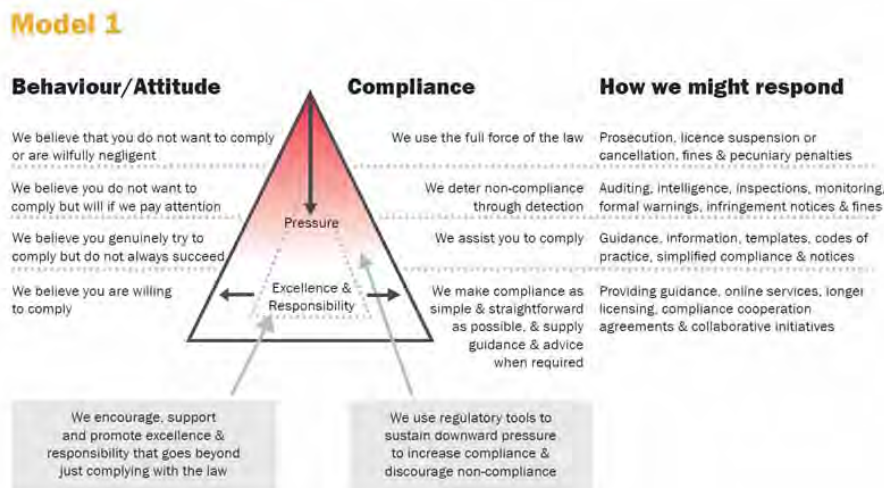 Model 1
Behaviour/Attitude
Compliance
How we might respond
We believe that you do not want to comply
or are wilfully negligent
We use the full force of the law
Prosecution, licence suspension or
cancellation, fines & pecuniary penalties
We believe you do not want to
comply but will if we pay attention
We deter non-compliance
through detection
Auditing, intelligence, inspections, monitoring,
formal warnings, infringement notices & fines
Pressure
We believe you genuinely try to
comply but do not always succeed
We assist you to comply
Guidance, information, templates, codes of
practice, simplified compliance & notices
We believe you are willing
to comply
Excellence &
Responsibility
We make compliance as
simple & straightforward
as possible, & supply
guidance & advice
when required
Providing guidance, online services, longer
licensing, compliance cooperation
agreements & collaborative initiatives
We encourage, support
and promote excellence &
responsibility that goes beyond
just complying with the law
We use regulatory tools to
sustain downward pressure
to increase compliance &
discourage non-compliance